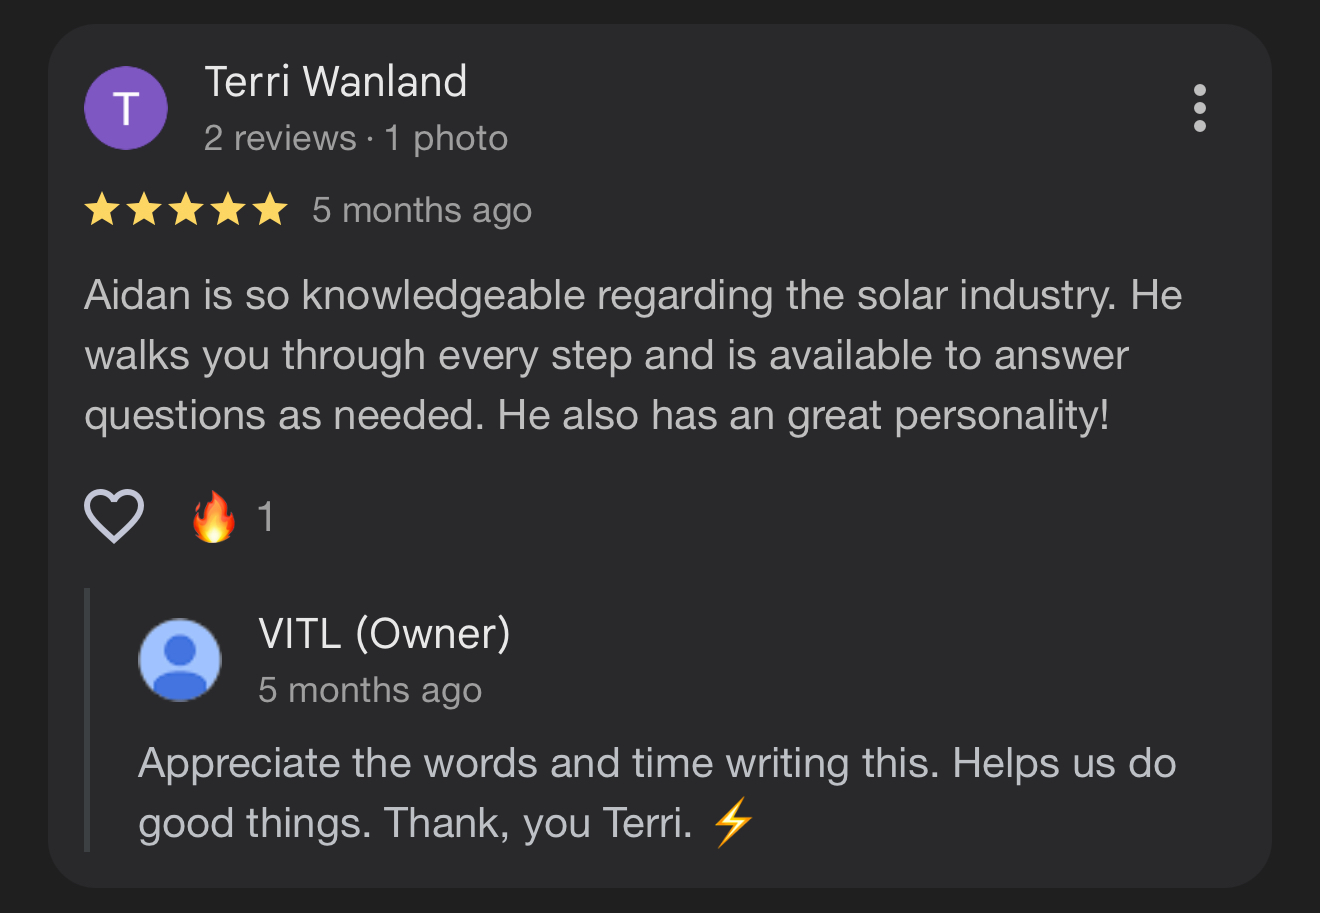 T
Terri Wanland
2 reviews · 1 photo
5 months ago
Aidan is so knowledgeable regarding the solar industry. He
walks you through every step and is available to answer
questions as needed. He also has an great personality!
🔥 1
VITL (Owner)
5 months ago
Appreciate the words and time writing this. Helps us do
good things. Thank, you Terri. ⚡